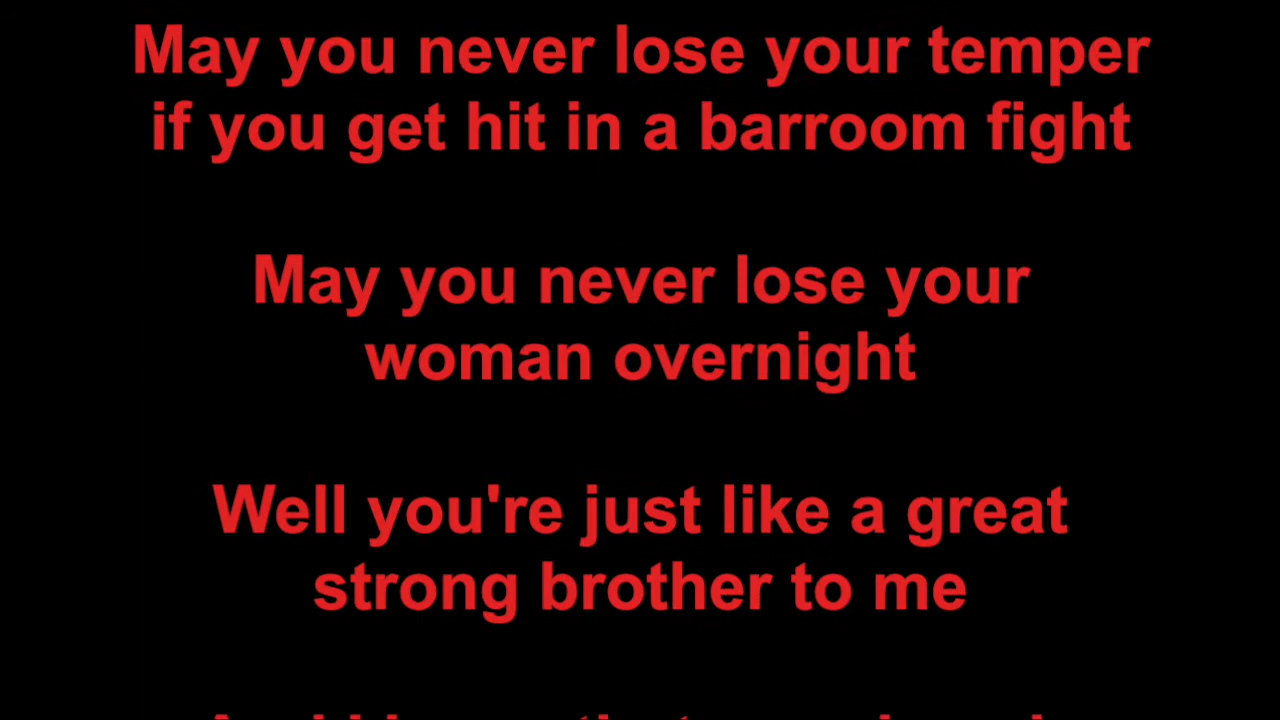 May you never lose your temper
if you get hit in a barroom fight
May you never lose your
woman overnight
Well you're just like a great
strong brother to me